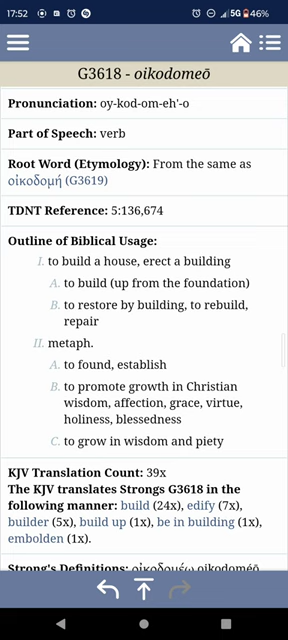 17:52 5G 46%
G3618 - oikodomeō
Pronunciation: oy-kod-om-eh'-o
Part of Speech: verb
Root Word (Etymology): From the same as
οἰκοδομή (G3619)
TDNT Reference: 5:136,674
Outline of Biblical Usage:
I. to build a house, erect a building
A. to build (up from the foundation)
B. to restore by building, to rebuild,
repair
II. metaph.
A. to found, establish
B. to promote growth in Christian
wisdom, affection, grace, virtue,
holiness, blessedness
C. to grow in wisdom and piety
KJV Translation Count: 39x
The KJV translates Strongs G3618 in the
following manner: build (24x), edify (7x),
builder (5x), build up (1x), be in building (1x),
embolden (1x).
Strong's Definitions: οἰκοδομέω oikodoméō